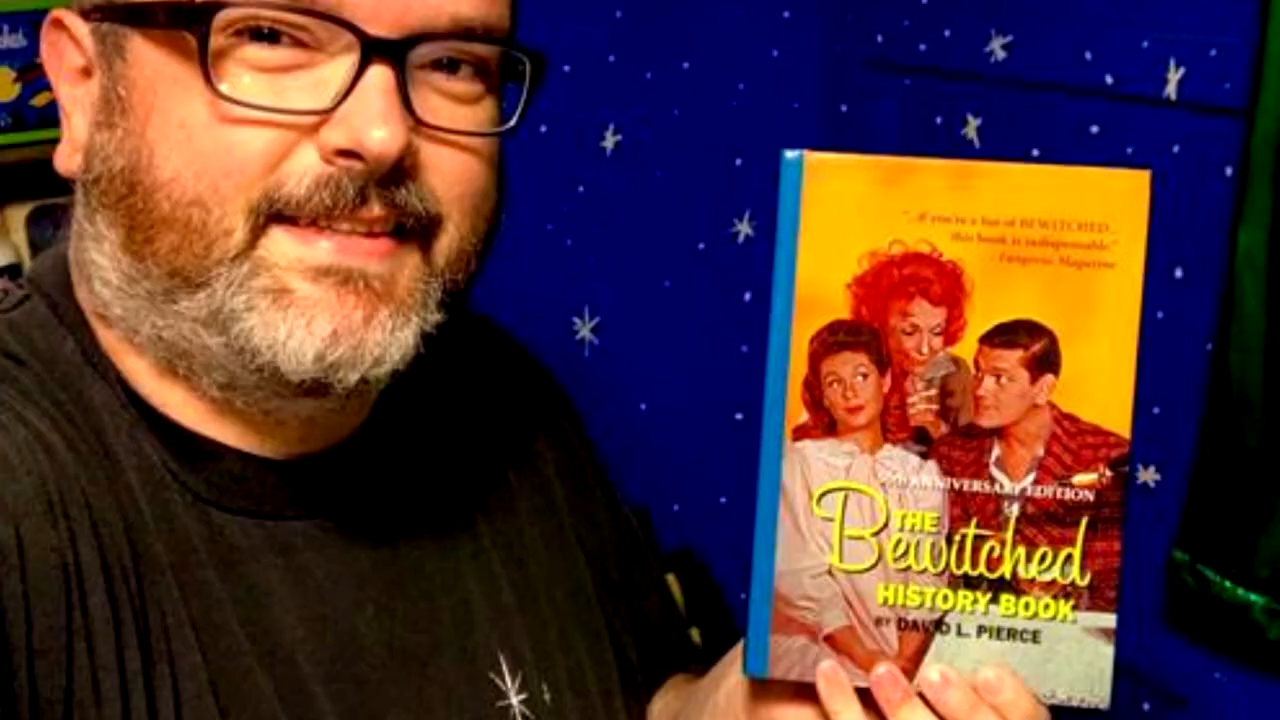 "...if you're a fan of BEWITCHED...
this book is indispensable."
- Fangoria Magazine
ANNIVERSARY EDITION
THE
Bewitched
HISTORY BOOK
BY DAVID L. PIERCE